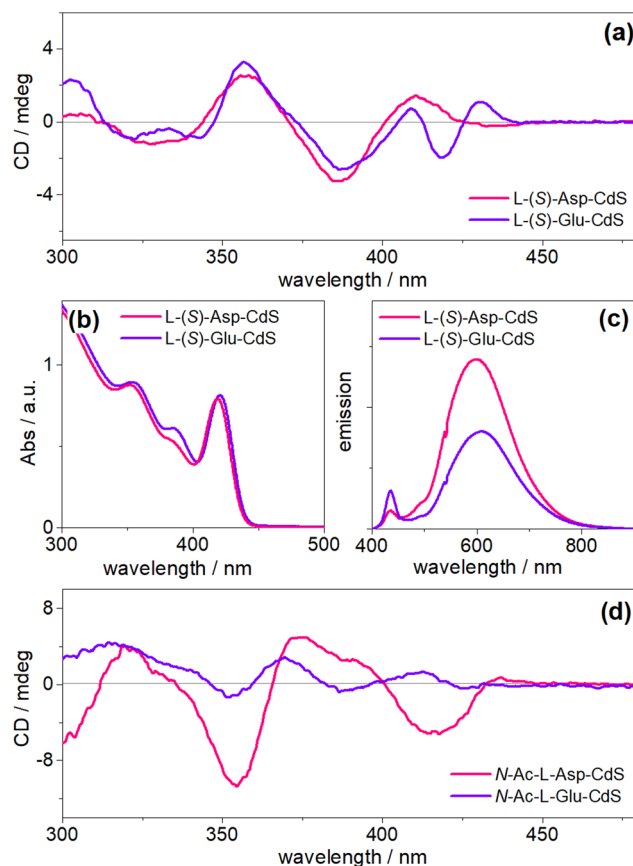 (a)
CD / mdeg
4
0
-4
L-(S)-Asp-CdS
L-(S)-Glu-CdS
300 350 400 450
wavelength / nm
(b)
L-(S)-Asp-CdS
L-(S)-Glu-CdS
Abs / a.u.
1
0
300 400 500
wavelength / nm
(c)
L-(S)-Asp-CdS
L-(S)-Glu-CdS
emission
400 600 800
wavelength / nm
(d)
CD / mdeg
8
0
-8
N-Ac-L-Asp-CdS
N-Ac-L-Glu-CdS
300 350 400 450
wavelength / nm